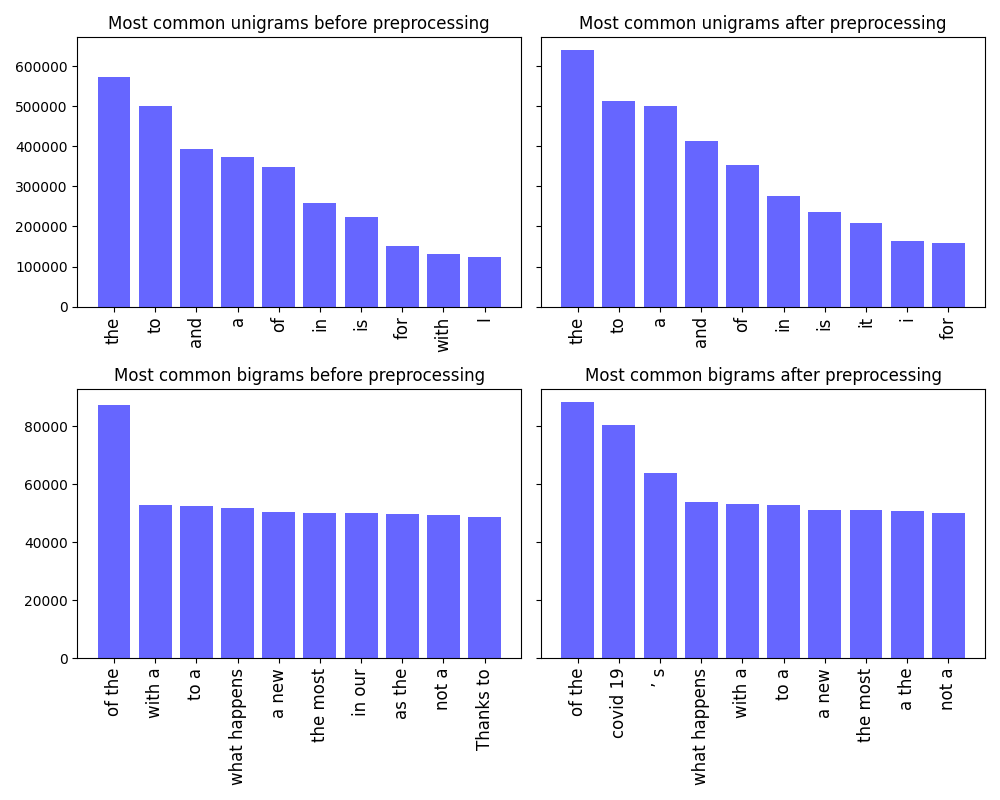 Most common unigrams before preprocessing
600000
500000
400000
300000
200000
100000
0
the
to
and
a
of
in
is
for
with
I
Most common unigrams after preprocessing
the
to
a
and
of
in
is
it
i
for
Most common bigrams before preprocessing
80000
60000
40000
20000
0
of the
with a
to a
what happens
a new
the most
in our
as the
not a
Thanks to
Most common bigrams after preprocessing
of the
covid 19
’ s
what happens
with a
to a
a new
the most
a the
not a